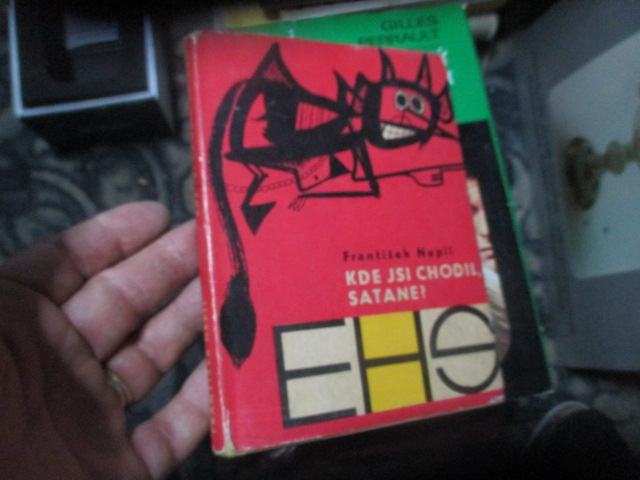 GILLES
PERRAULT
František Nepil
KDE JSI CHODIL,
SATANE?
EHS